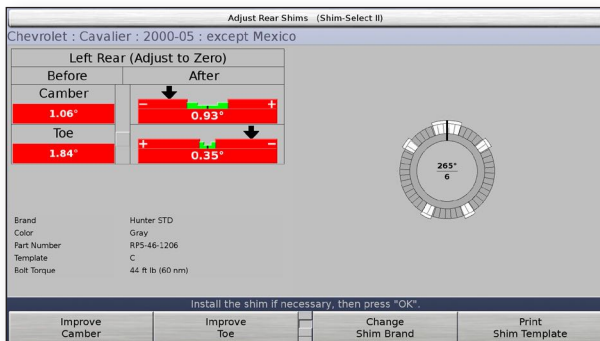 Adjust Rear Shims (Shim-Select II)
Chevrolet : Cavalier : 2000-05 : except Mexico
Left Rear (Adjust to Zero)
Before After
Camber
- +
1.06° 0.93°
Toe
+ -
1.84° 0.35°
265°
6
Brand Hunter STD
Color Gray
Part Number RP5-46-1206
Template C
Bolt Torque 44 ft lb (60 nm)
Install the shim if necessary, then press "OK".
Improve Camber
Improve Toe
Change Shim Brand
Print Shim Template